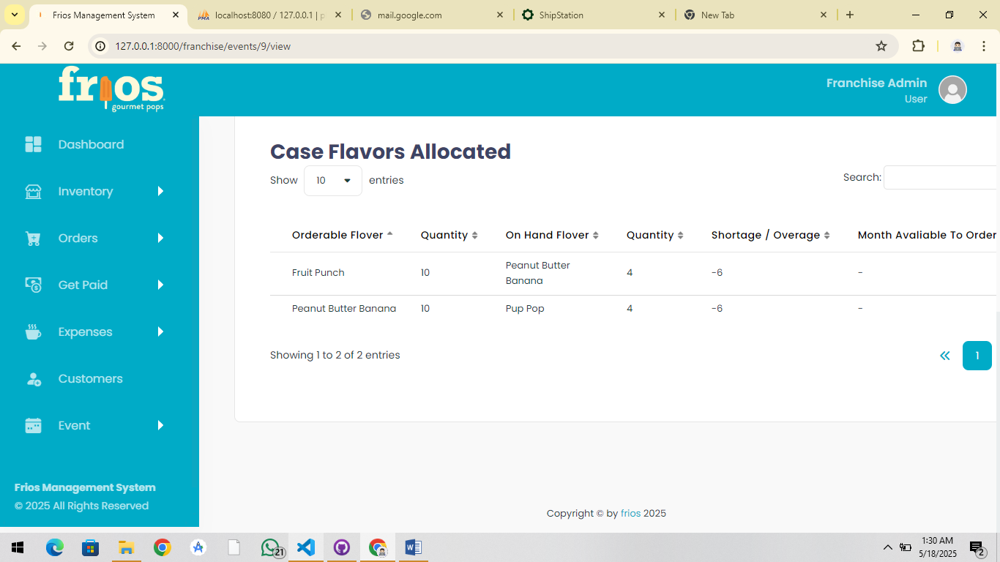 Frios Management System
localhost:8080 / 127.0.0.1 | p
mail.google.com
ShipStation
New Tab
127.0.0.1:8000/franchise/events/9/view
frios
gourmet pops
Franchise Admin
User
Dashboard
Inventory
Orders
Get Paid
Expenses
Customers
Event
Frios Management System
© 2025 All Rights Reserved
Case Flavors Allocated
Show 10 entries
Search:
Orderable Flover Quantity On Hand Flover Quantity Shortage / Overage Month Avaliable To Order
Fruit Punch 10 Peanut Butter Banana 4 -6 -
Peanut Butter Banana 10 Pup Pop 4 -6 -
Showing 1 to 2 of 2 entries
« 1
Copyright © by frios 2025
21
1:30 AM
5/18/2025
2